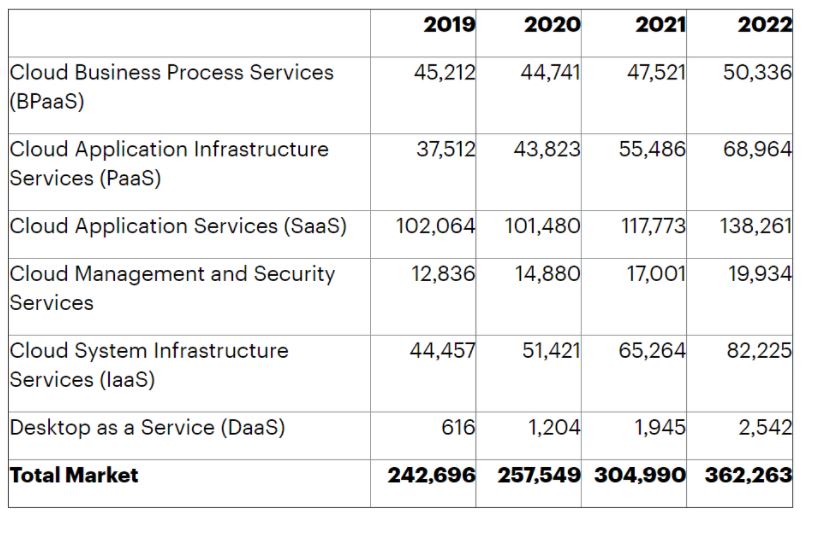 2019 2020 2021 2022
Cloud Business Process Services 45,212 44,741 47,521 50,336
(BPaaS)
Cloud Application Infrastructure 37,512 43,823 55,486 68,964
Services (PaaS)
Cloud Application Services (SaaS) 102,064 101,480 117,773 138,261
Cloud Management and Security 12,836 14,880 17,001 19,934
Services
Cloud System Infrastructure 44,457 51,421 65,264 82,225
Services (IaaS)
Desktop as a Service (DaaS) 616 1,204 1,945 2,542
Total Market 242,696 257,549 304,990 362,263